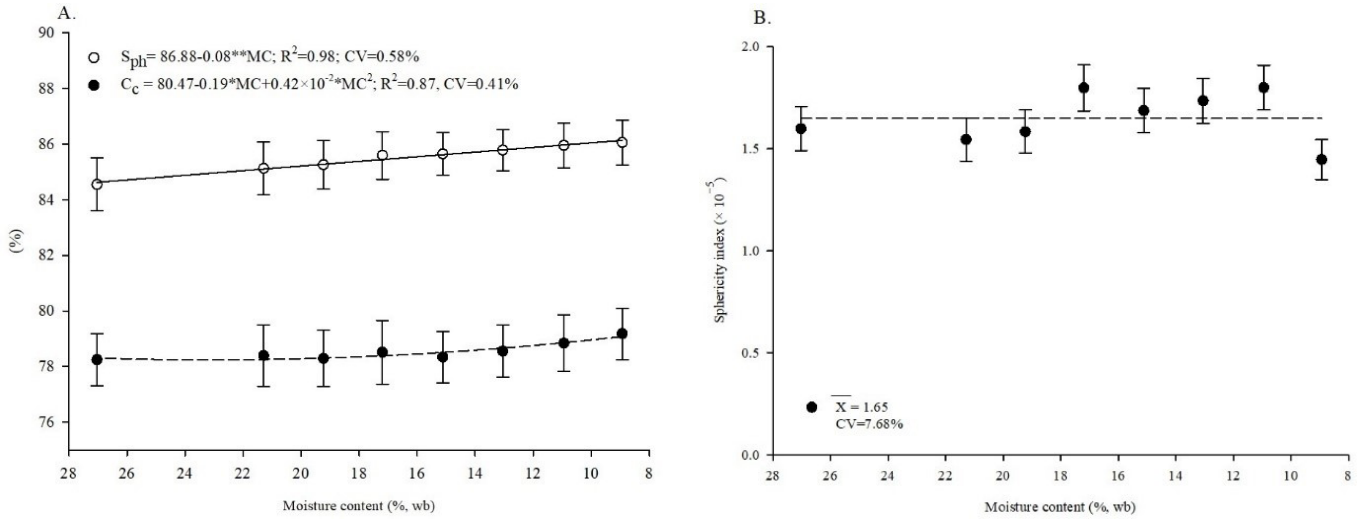 A.
90
88
86
84
82
80
78
76
(%)
○ S_ph= 86.88-0.08**MC; R²=0.98; CV=0.58%
● C_c = 80.47-0.19*MC+0.42×10⁻²*MC²; R²=0.87, CV=0.41%
28 26 24 22 20 18 16 14 12 10 8
Moisture content (%, wb)
B.
2.0
1.5
1.0
0.5
0.0
Sphericity index (× 10⁻⁵)
● X̅ = 1.65
CV=7.68%
28 26 24 22 20 18 16 14 12 10 8
Moisture content (%, wb)